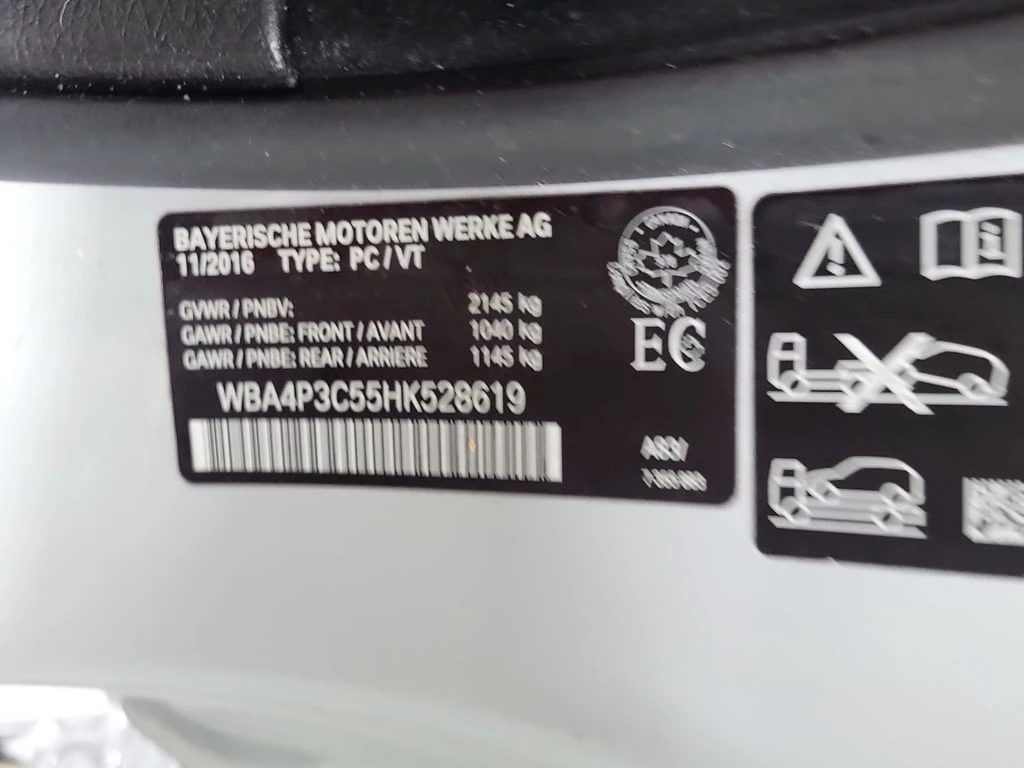 BAYERISCHE MOTOREN WERKE AG
11/2016 TYPE: PC/VT
GVWR / PNBV: 2145 kg
GAWR / PNBE: FRONT / AVANT 1040 kg
GAWR / PNBE: REAR / ARRIERE 1145 kg
WBA4P3C55HK528619
EC